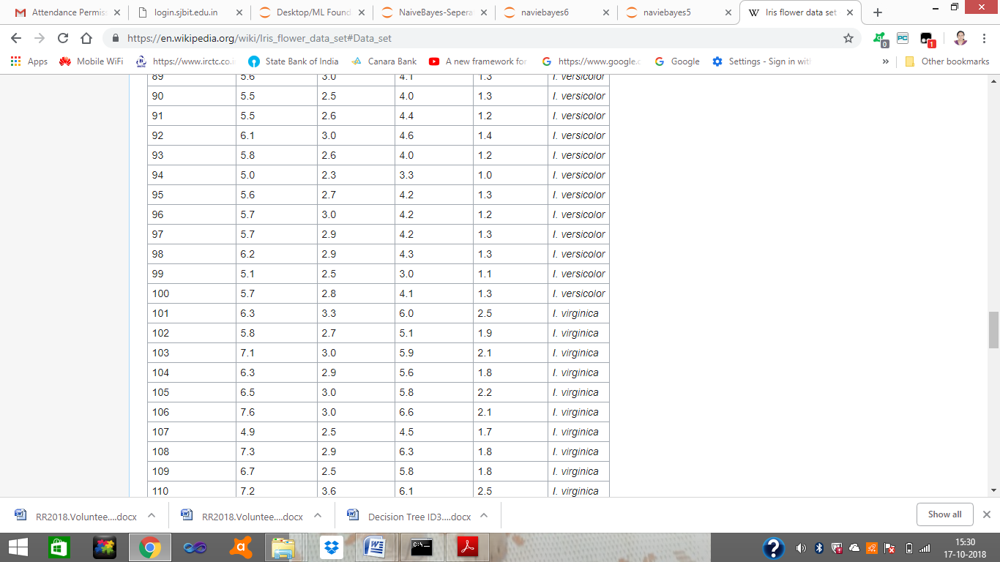 Attendance Permis login.sjbit.edu.in Desktop/ML Found NaiveBayes-Sepera naviebayes6 naviebayes5 W Iris flower data set
https://en.wikipedia.org/wiki/Iris_flower_data_set#Data_set PC 0 1
Apps Mobile WiFi https://www.irctc.co.i State Bank of India Canara Bank A new framework for https://www.google.c Google Settings - Sign in with » Other bookmarks
89 5.6 3.0 4.1 1.3 I. versicolor
90 5.5 2.5 4.0 1.3 I. versicolor
91 5.5 2.6 4.4 1.2 I. versicolor
92 6.1 3.0 4.6 1.4 I. versicolor
93 5.8 2.6 4.0 1.2 I. versicolor
94 5.0 2.3 3.3 1.0 I. versicolor
95 5.6 2.7 4.2 1.3 I. versicolor
96 5.7 3.0 4.2 1.2 I. versicolor
97 5.7 2.9 4.2 1.3 I. versicolor
98 6.2 2.9 4.3 1.3 I. versicolor
99 5.1 2.5 3.0 1.1 I. versicolor
100 5.7 2.8 4.1 1.3 I. versicolor
101 6.3 3.3 6.0 2.5 I. virginica
102 5.8 2.7 5.1 1.9 I. virginica
103 7.1 3.0 5.9 2.1 I. virginica
104 6.3 2.9 5.6 1.8 I. virginica
105 6.5 3.0 5.8 2.2 I. virginica
106 7.6 3.0 6.6 2.1 I. virginica
107 4.9 2.5 4.5 1.7 I. virginica
108 7.3 2.9 6.3 1.8 I. virginica
109 6.7 2.5 5.8 1.8 I. virginica
110 7.2 3.6 6.1 2.5 I. virginica
RR2018.Voluntee....docx RR2018.Voluntee....docx Decision Tree ID3....docx Show all
15:30
17-10-2018